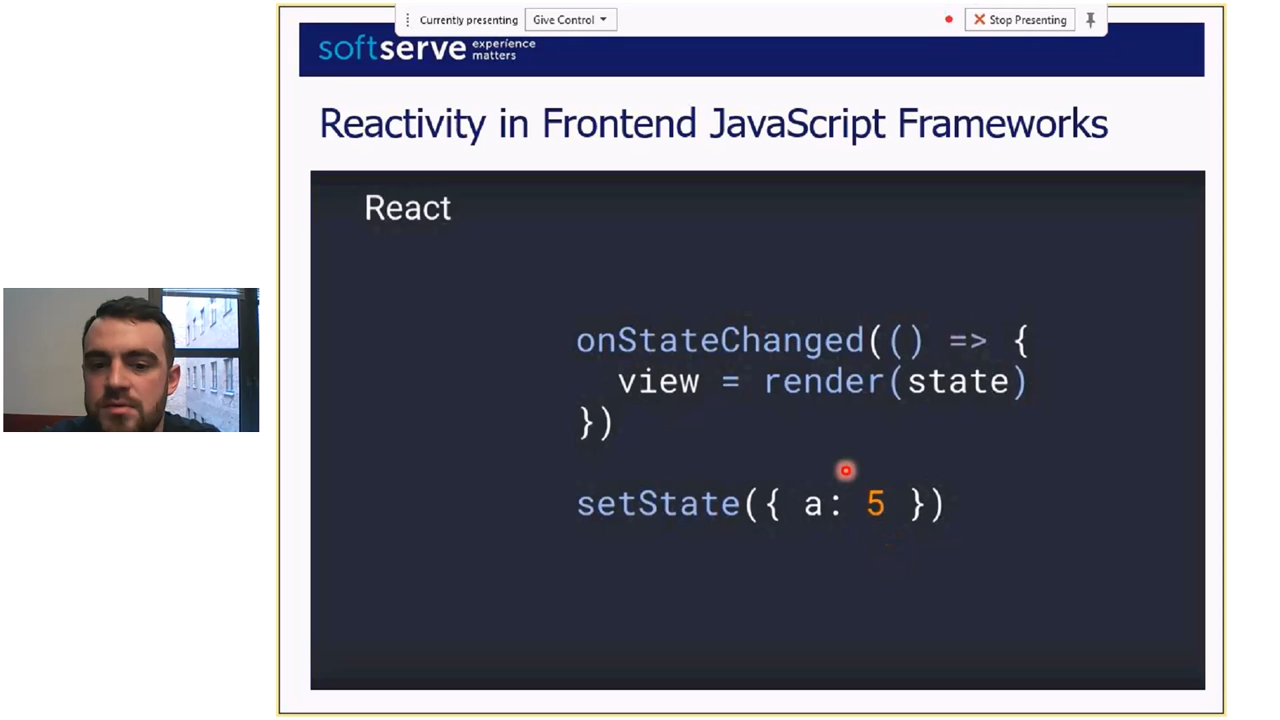 Currently presenting
Give Control
Stop Presenting
softserve experience matters
Reactivity in Frontend JavaScript Frameworks
React
onStateChanged(() => {
view = render(state)
})
setState({ a: 5 })